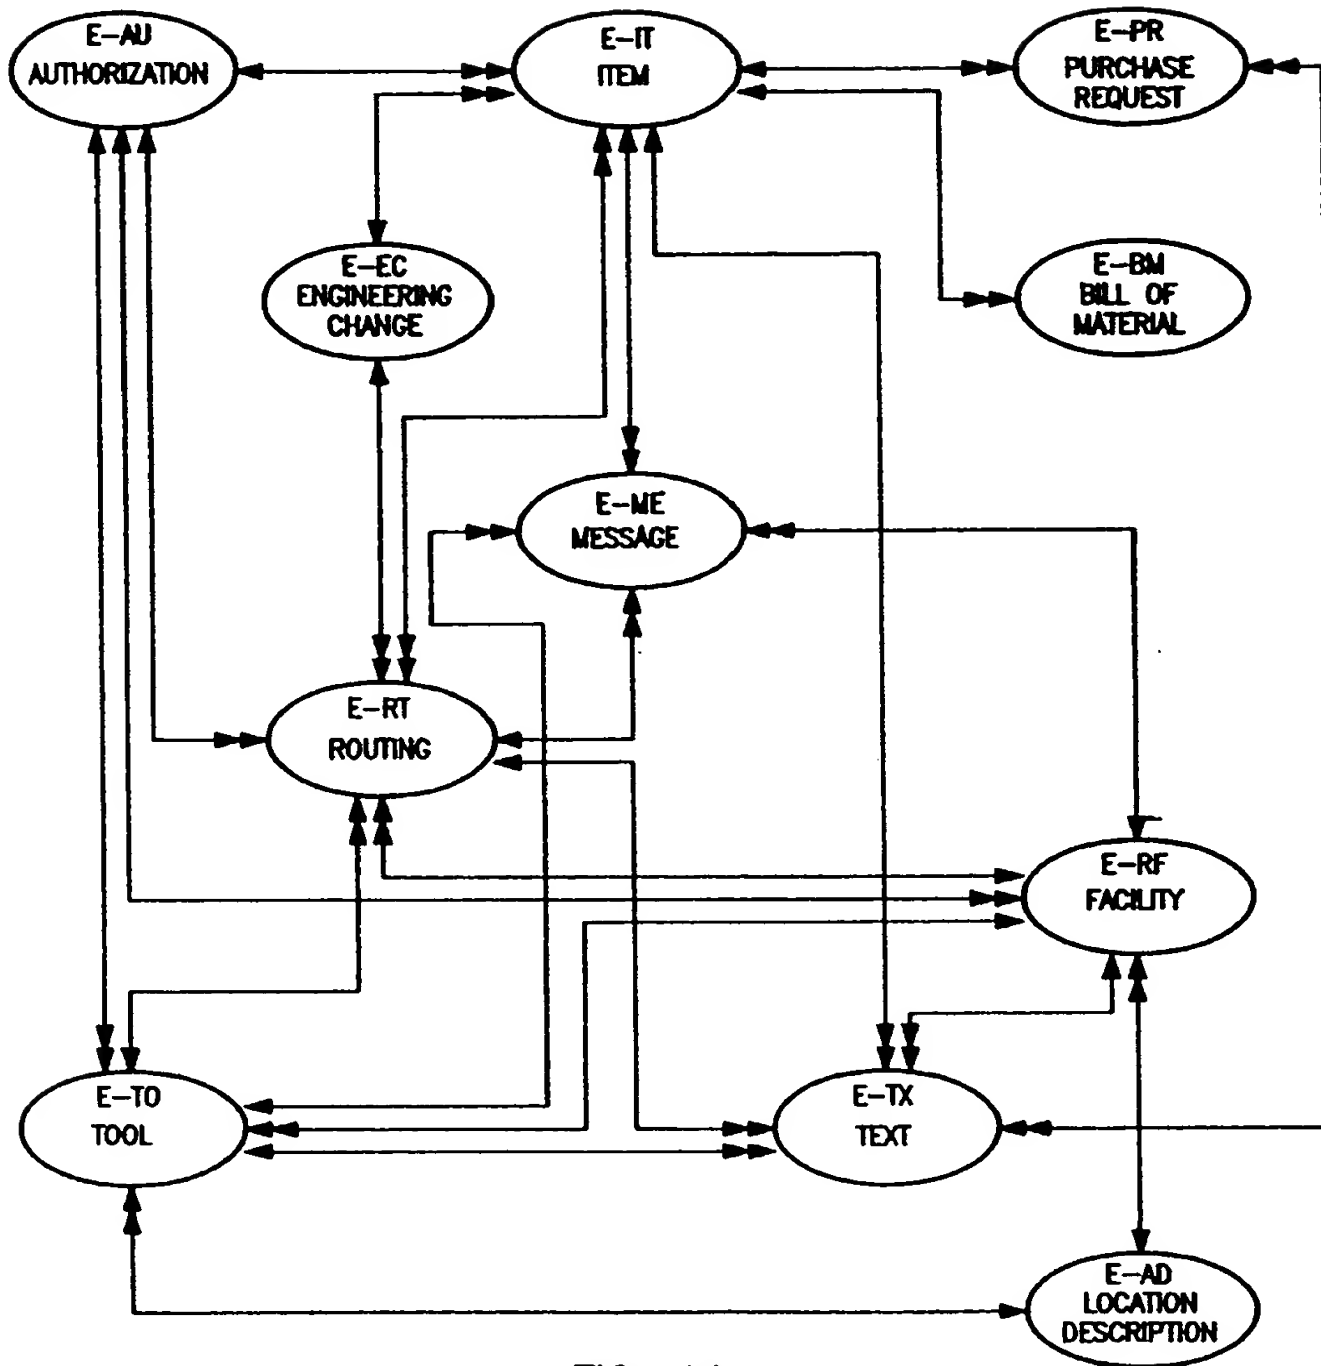 E-AU
AUTHORIZATION
E-IT
ITEM
E-PR
PURCHASE
REQUEST
E-EC
ENGINEERING
CHANGE
E-BM
BILL OF
MATERIAL
E-ME
MESSAGE
E-RT
ROUTING
E-RF
FACILITY
E-TO
TOOL
E-TX
TEXT
E-AD
LOCATION
DESCRIPTION